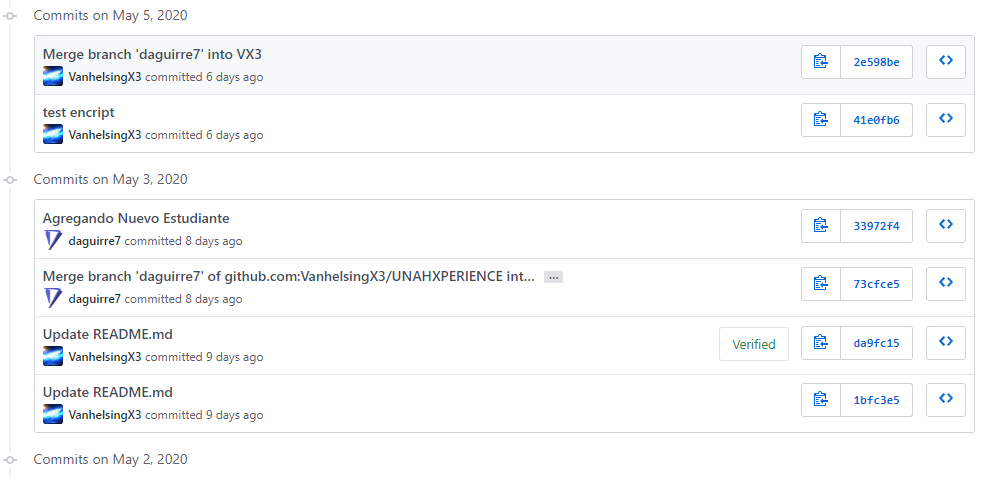 Commits on May 5, 2020
Merge branch 'daguirre7' into VX3
VanhelsingX3 committed 6 days ago
2e598be
test encript
VanhelsingX3 committed 6 days ago
41e0fb6
Commits on May 3, 2020
Agregando Nuevo Estudiante
daguirre7 committed 8 days ago
33972f4
Merge branch 'daguirre7' of github.com:VanhelsingX3/UNAHXPERIENCE int... …
daguirre7 committed 8 days ago
73cfce5
Update README.md
VanhelsingX3 committed 9 days ago
Verified
da9fc15
Update README.md
VanhelsingX3 committed 9 days ago
1bfc3e5
Commits on May 2, 2020